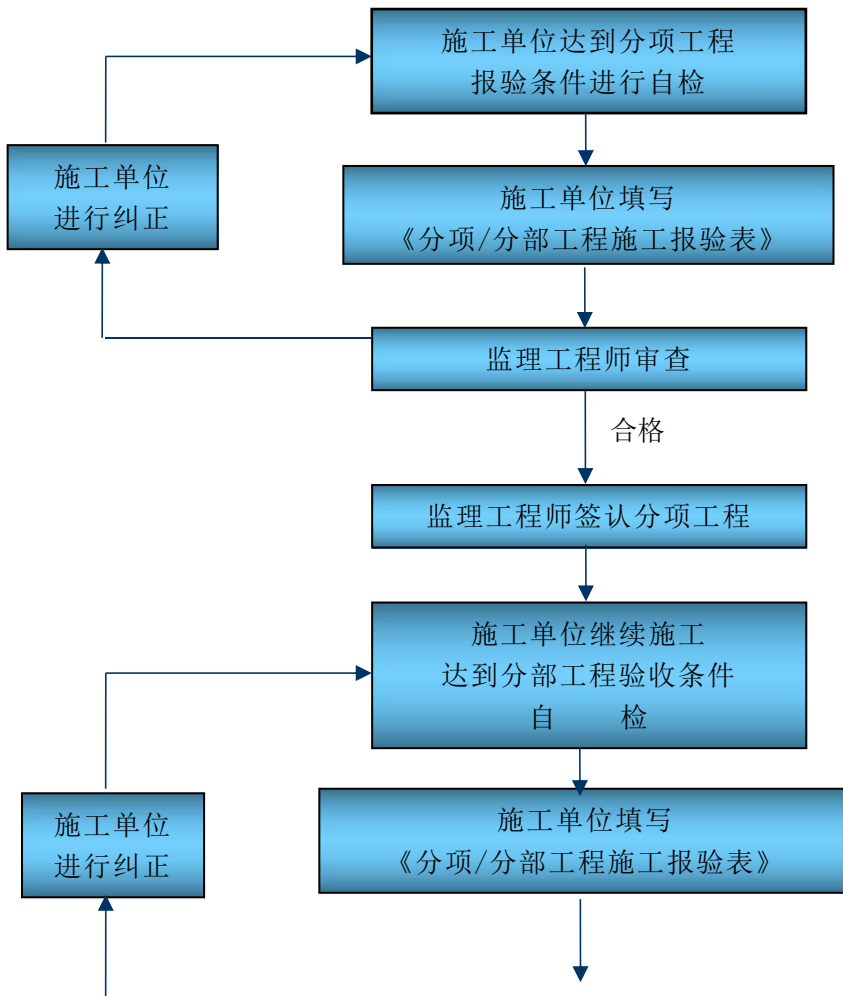 施工单位达到分项工程
报验条件进行自检
施工单位
进行纠正
施工单位填写
《分项/分部工程施工报验表》
监理工程师审查
合格
监理工程师签认分项工程
施工单位继续施工
达到分部工程验收条件
自 检
施工单位
进行纠正
施工单位填写
《分项/分部工程施工报验表》